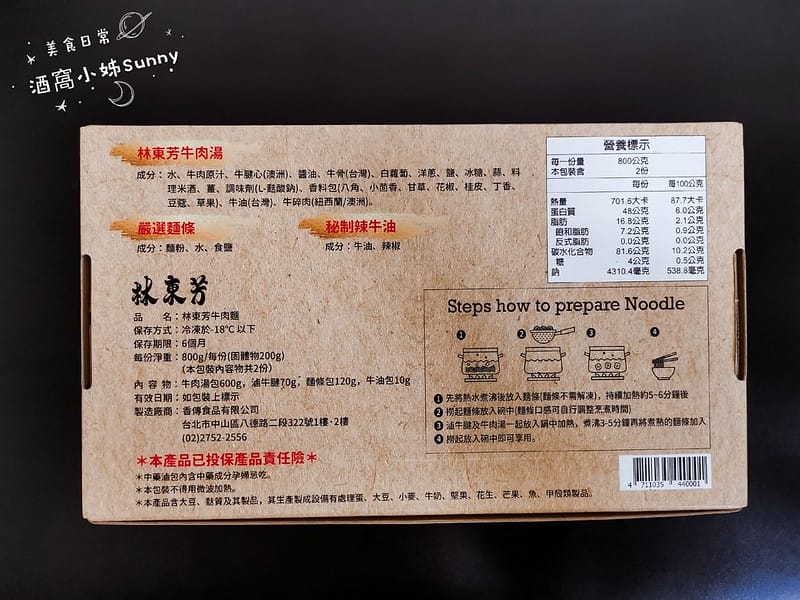 美食日常
酒窩小姊sunny
林東芳牛肉湯
成分：水、牛肉原汁、牛腱心(澳洲)、醬油、牛骨(台灣)、白蘿蔔、洋蔥、鹽、冰糖、蒜、料
理米酒、薑、調味劑(L-麩酸鈉)、香料包(八角、小茴香、甘草、花椒、桂皮、丁香、
豆蔻、草果)、牛油(台灣)、牛碎肉(紐西蘭/澳洲)。
嚴選麵條
成分：麵粉、水、食鹽
秘制辣牛油
成分：牛油、辣椒
營養標示
每一份量 800公克
本包裝含 2份
每份 每100公克
熱量 701.6大卡 87.7大卡
蛋白質 48公克 6.0公克
脂肪 16.8公克 2.1公克
飽和脂肪 7.2公克 0.9公克
反式脂肪 0.0公克 0.0公克
碳水化合物 81.6公克 10.2公克
糖 4公克 0.5公克
鈉 4310.4毫克 538.8毫克
林東芳
品 名：林東芳牛肉麵
保存方式：冷凍於-18℃以下
保存期限：6個月
每份淨重：800g/每份(固體物200g)
(本包裝內容物共2份)
內 容 物：牛肉湯包600g，滷牛腱70g，麵條包120g，牛油包10g
有效日期：如包裝上標示
製造廠商：香傳食品有限公司
台北市中山區八德路二段322號1樓、2樓
(02)2752-2556
Steps how to prepare Noodle
1 2 3 4
1 先將熱水煮沸後放入麵條(麵條不需解凍)，持續加熱約5~6分鐘後
2 撈起麵條放入碗中(麵條口感可自行調整烹煮時間)
3 滷牛腱及牛肉湯一起放入鍋中加熱，煮沸3-5分鐘再將煮熟的麵條加入
4 撈起放入碗中即可享用。
＊本產品已投保產品責任險＊
＊中藥滷包內含中藥成分孕婦忌吃。
＊本包裝不得用微波加熱。
＊本產品含大豆、麩質及其製品，其生產製成設備有處理蛋、大豆、小麥、牛奶、堅果、花生、芒果、魚、甲殼類製品。
4 711035 440001